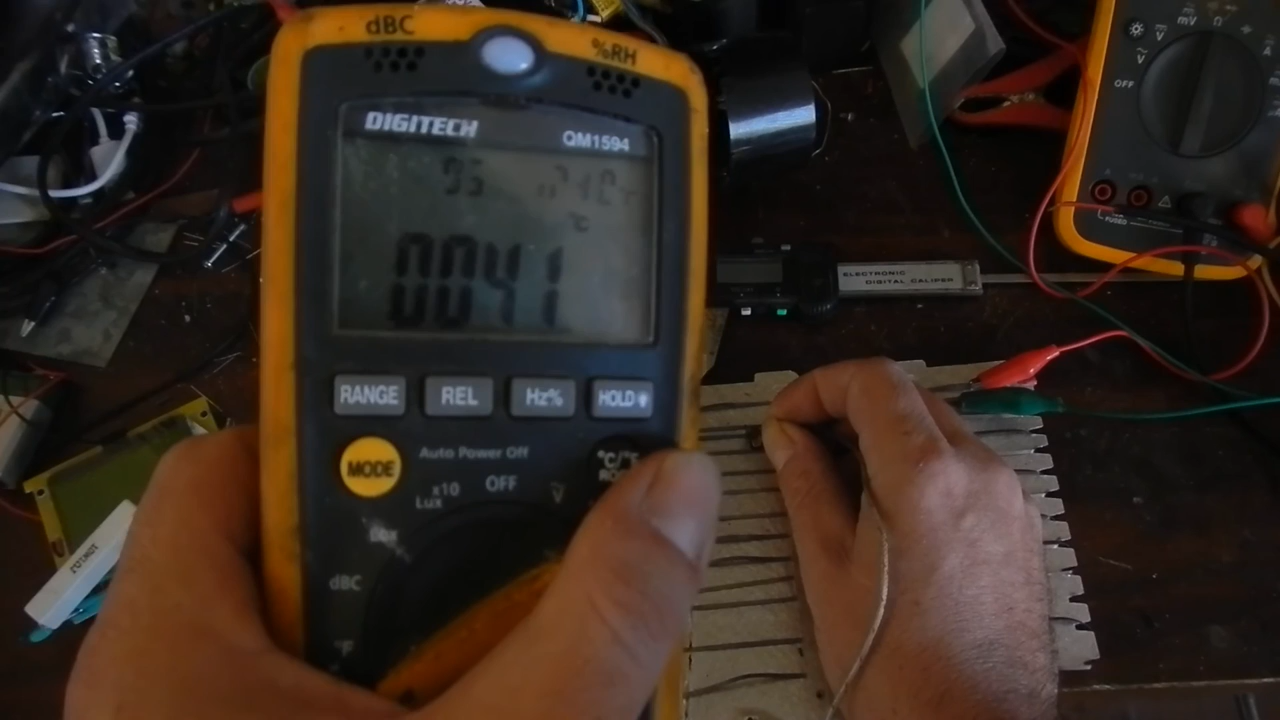 dBC
%RH
DIGITECH
QM1594
°C
0041
RANGE
REL
Hz%
HOLD
MODE
Auto Power Off
x10
Lux
OFF
V
°C/°F
Lux
dBC
°F
ELECTRONIC
DIGITAL CALIPER
OFF
V
V
mV
Ω
A
FUSED